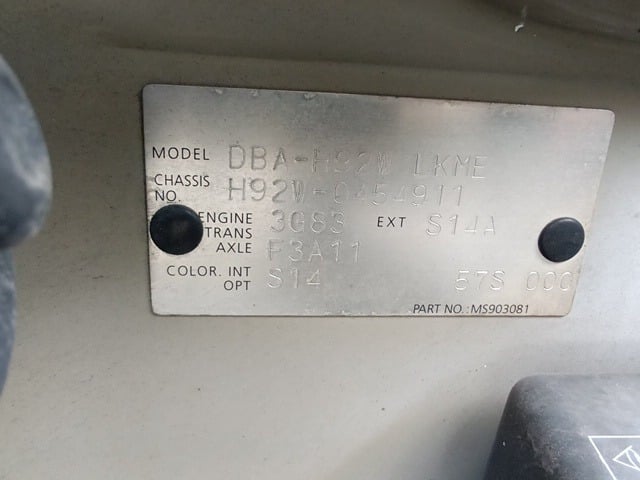 MODEL DBA-H92W LKME
CHASSIS NO. H92W-0454911
ENGINE 3G83 EXT S14A
TRANS AXLE F3A11
COLOR. INT OPT S14 57S 00C
PART NO.:MS903081